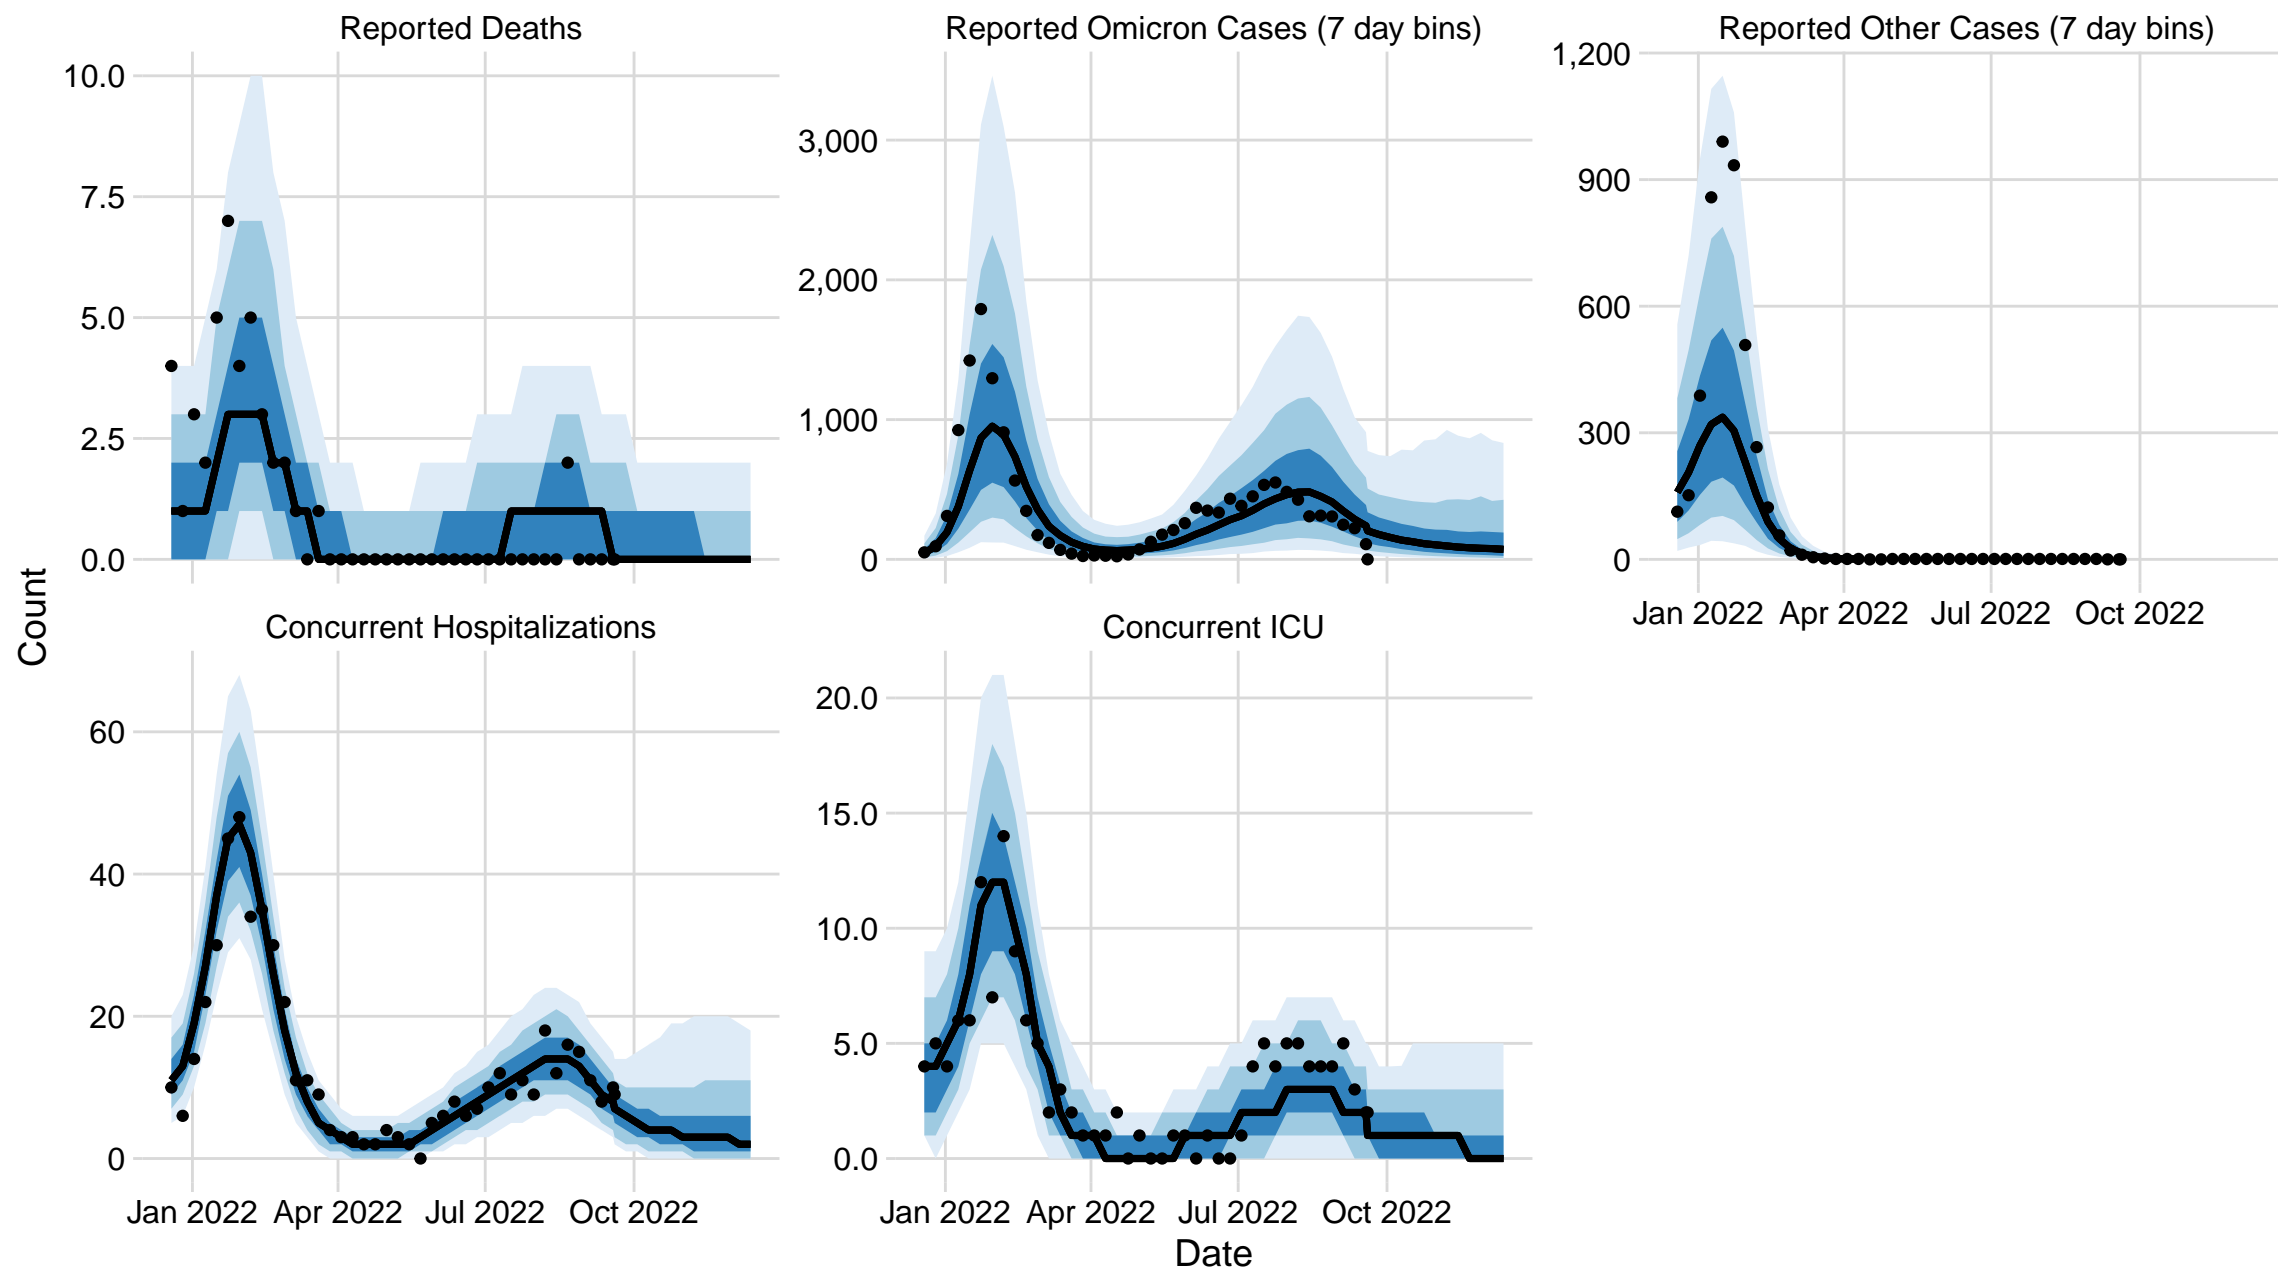 Reported Deaths
Reported Omicron Cases (7 day bins)
Reported Other Cases (7 day bins)
10.0
7.5
5.0
2.5
0.0
3,000
2,000
1,000
0
1,200
900
600
300
0
Jan 2022 Apr 2022 Jul 2022 Oct 2022
Count
Concurrent Hospitalizations
Concurrent ICU
60
40
20
0
20.0
15.0
10.0
5.0
0.0
Jan 2022 Apr 2022 Jul 2022 Oct 2022
Jan 2022 Apr 2022 Jul 2022 Oct 2022
Date